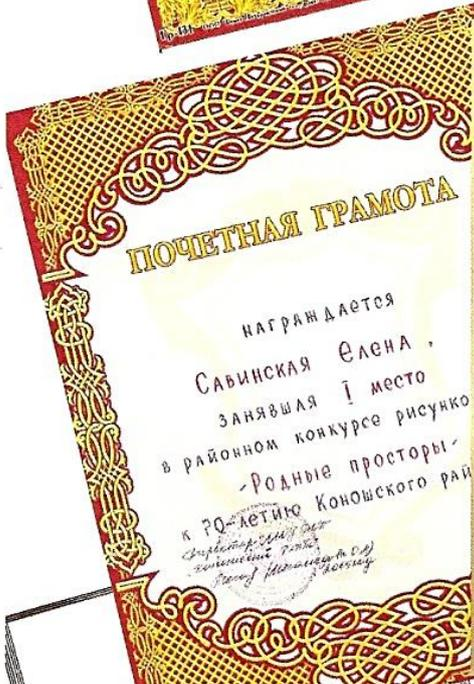 ПОЧЕТНАЯ ГРАМОТА
НАГРАЖДАЕТСЯ
САВИНСКАЯ ЕЛЕНА,
ЗАНЯВШАЯ I МЕСТО
В РАЙОННОМ КОНКУРСЕ РИСУНКО
„РОДНЫЕ ПРОСТОРЫ"
К 70-ЛЕТИЮ КОНОШСКОГО РАЙ